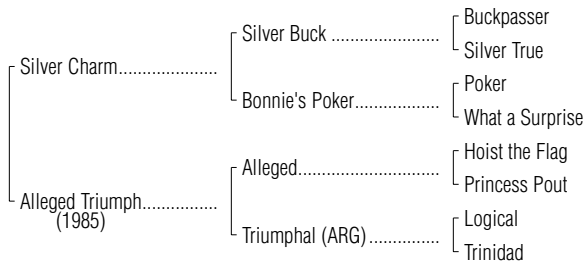 Buckpasser
Silver Buck ........................
Silver True
Silver Charm......................
Poker
Bonnie's Poker...................
What a Surprise
Hoist the Flag
Alleged................................
Princess Pout
Alleged Triumph.................
(1985)
Logical
Triumphal (ARG)................
Trinidad